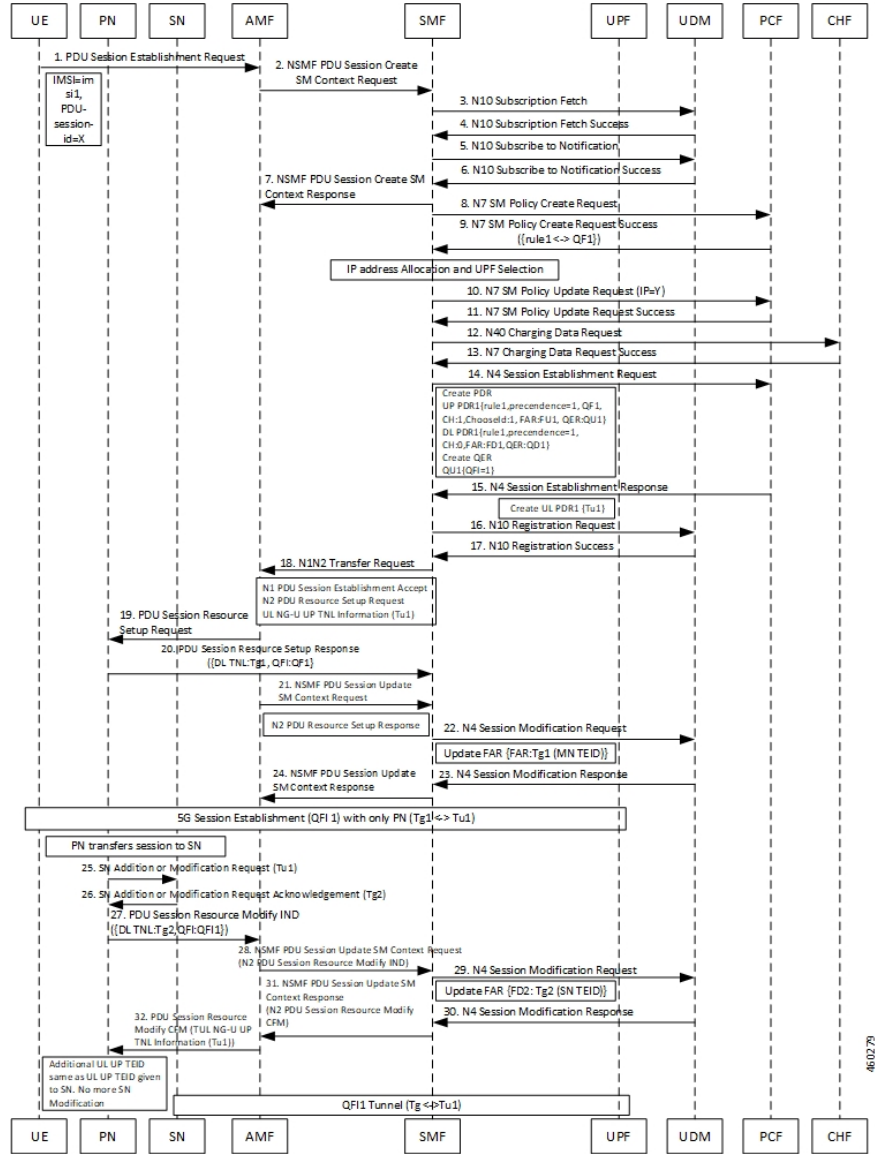 UE PN SN AMF SMF UPF UDM PCF CHF
1. PDU Session Establishment Request
IMSI=im
si1,
PDU-
session-
id=X
2. NSMF PDU Session Create
SM Context Request
3. N10 Subscription Fetch
4. N10 Subscription Fetch Success
5. N10 Subscribe to Notification
6. N10 Subscribe to Notification Success
7. NSMF PDU Session Create SM
Context Response
8. N7 SM Policy Create Request
9. N7 SM Policy Create Request Success
({rule1 <-> QF1})
IP address Allocation and UPF Selection
10. N7 SM Policy Update Request (IP=Y)
11. N7 SM Policy Update Request Success
12. N40 Charging Data Request
13. N7 Charging Data Request Success
14. N4 Session Establishment Request
Create PDR
UP PDR1{rule1,precendence=1, QF1,
CH:1,ChooseId:1, FAR:FU1, QER:QU1}
DL PDR1{rule1,precendence=1,
CH:0,FAR:FD1,QER:QD1}
Create QER
QU1{QFI=1}
15. N4 Session Establishment Response
Create UL PDR1 {Tu1}
16. N10 Registration Request
17. N10 Registration Success
18. N1N2 Transfer Request
N1 PDU Session Establishment Accept
N2 PDU Resource Setup Request
UL NG-U UP TNL Information (Tu1)
19. PDU Session Resource
Setup Request
20. PDU Session Resource Setup Response
({DL TNL:Tg1, QFI:QF1}
21. NSMF PDU Session Update
SM Context Request
N2 PDU Resource Setup Response
22. N4 Session Modification Request
Update FAR {FAR:Tg1 (MN TEID)}
23. N4 Session Modification Response
24. NSMF PDU Session Update
SM Context Response
5G Session Establishment (QFI 1) with only PN (Tg1 <-> Tu1)
PN transfers session to SN
25. SN Addition or Modification Request (Tu1)
26. SN Addition or Modification Request Acknowledgement (Tg2)
27. PDU Session Resource Modify IND
({DL TNL:Tg2,QFI:QFI1})
28. NSMF PDU Session Update SM Context Request
(N2 PDU Session Resource Modify IND)
29. N4 Session Modification Request
Update FAR {FD2: Tg2 (SN TEID)}
30. N4 Session Modification Response
31. NSMF PDU Session Update SM
Context Response
(N2 PDU Session Resource Modify
CFM)
32. PDU Session Resource
Modify CFM (TUL NG-U UP
TNL Information (Tu1))
Additional UL UP TEID
same as UL UP TEID given
to SN. No more SN
Modification
QFI1 Tunnel (Tg <->Tu1)
UE PN SN AMF SMF UPF UDM PCF CHF
460279